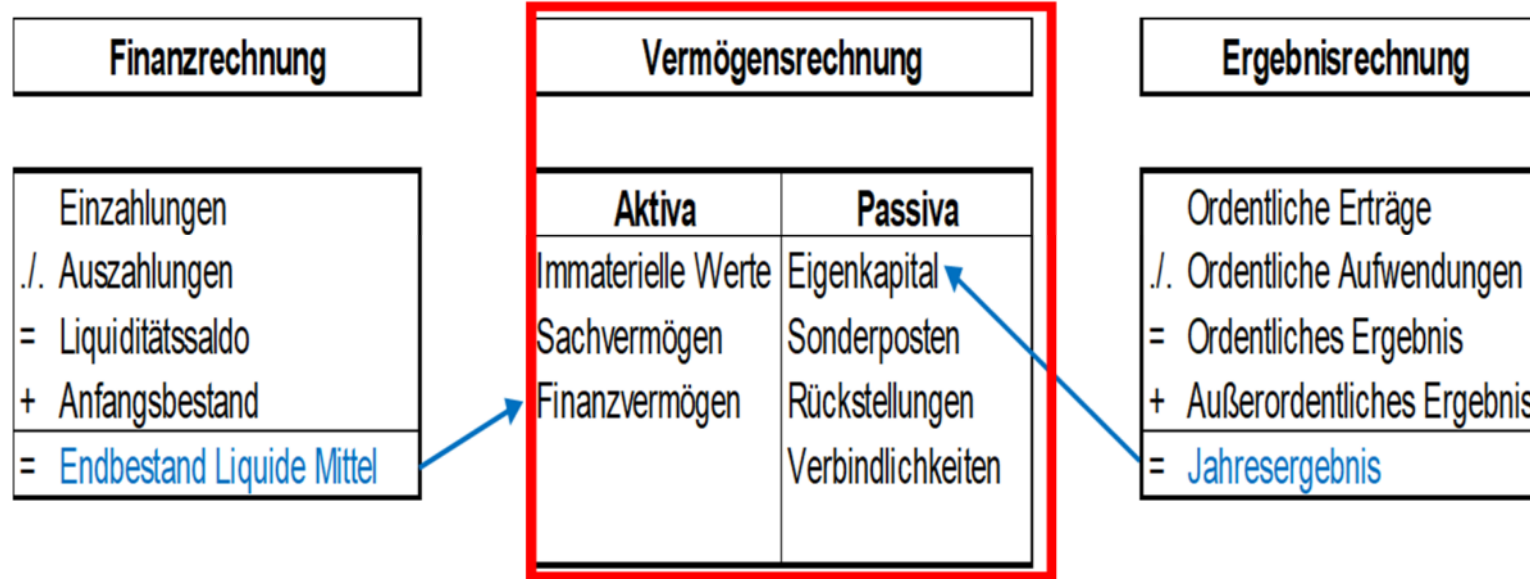 Finanzrechnung
Einzahlungen
./. Auszahlungen
= Liquiditätssaldo
+ Anfangsbestand
= Endbestand Liquide Mittel
Vermögensrechnung
Aktiva Passiva
Immaterielle Werte Eigenkapital
Sachvermögen Sonderposten
Finanzvermögen Rückstellungen
Verbindlichkeiten
Ergebnisrechnung
Ordentliche Erträge
./. Ordentliche Aufwendungen
= Ordentliches Ergebnis
+ Außerordentliches Ergebnis
= Jahresergebnis